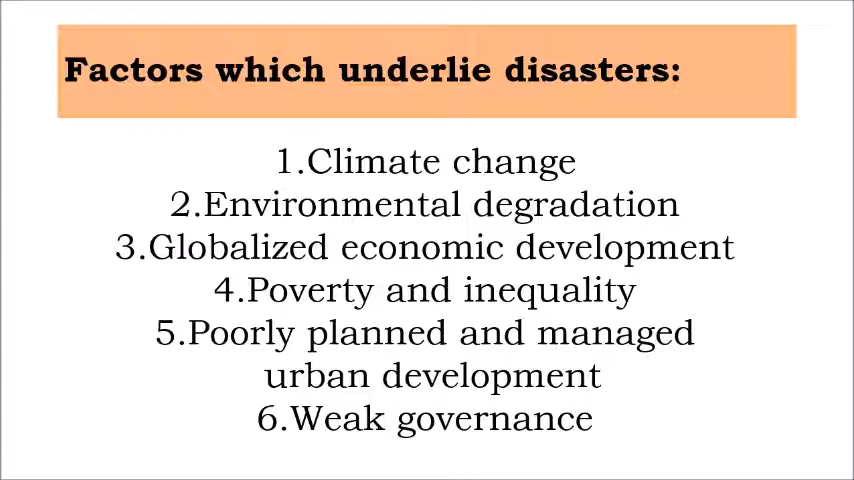 Factors which underlie disasters:
1.Climate change
2.Environmental degradation
3.Globalized economic development
4.Poverty and inequality
5.Poorly planned and managed
urban development
6.Weak governance